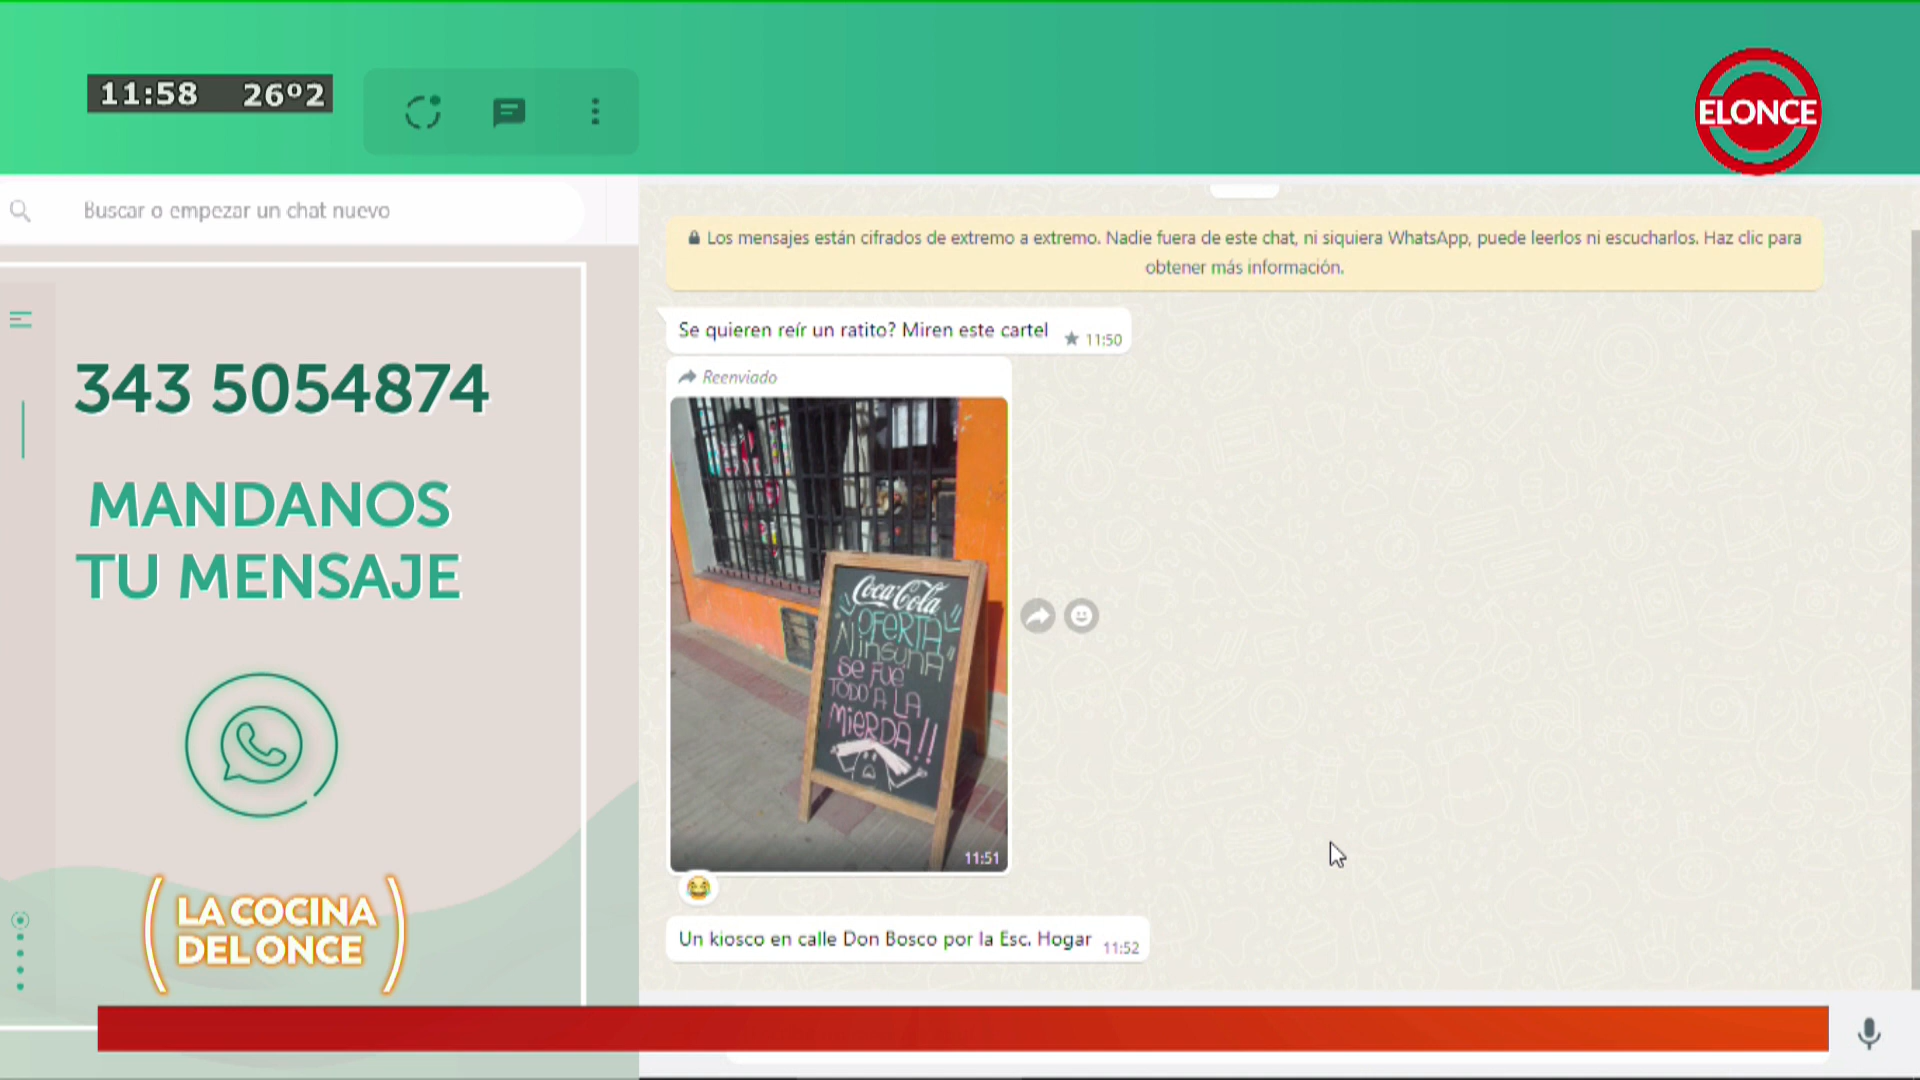 11:58 26º2
ELONCE
Buscar o empezar un chat nuevo
343 5054874
MANDANOS
TU MENSAJE
(LA COCINA
DEL ONCE)
Los mensajes están cifrados de extremo a extremo. Nadie fuera de este chat, ni siquiera WhatsApp, puede leerlos ni escucharlos. Haz clic para
obtener más información.
Se quieren reír un ratito? Miren este cartel 11:50
Reenviado
Coca-Cola
OFERTA
NINGUNA
SE FUE
TODO A LA
MIERDA!!
11:51
Un kiosco en calle Don Bosco por la Esc. Hogar 11:52